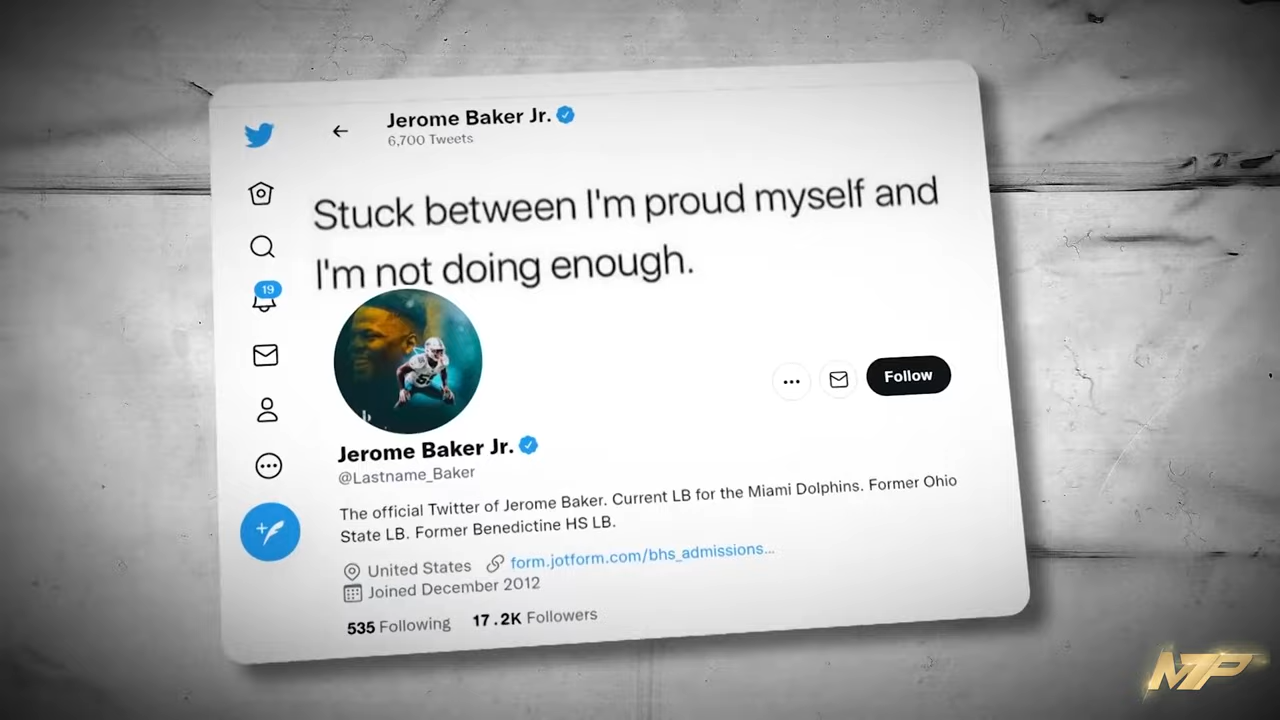 Jerome Baker Jr.
6,700 Tweets
Stuck between I'm proud myself and
I'm not doing enough.
19
Follow
Jerome Baker Jr.
@Lastname_Baker
The official Twitter of Jerome Baker. Current LB for the Miami Dolphins. Former Ohio
State LB. Former Benedictine HS LB.
United States form.jotform.com/bhs_admissions...
Joined December 2012
535 Following 17.2K Followers
MTP